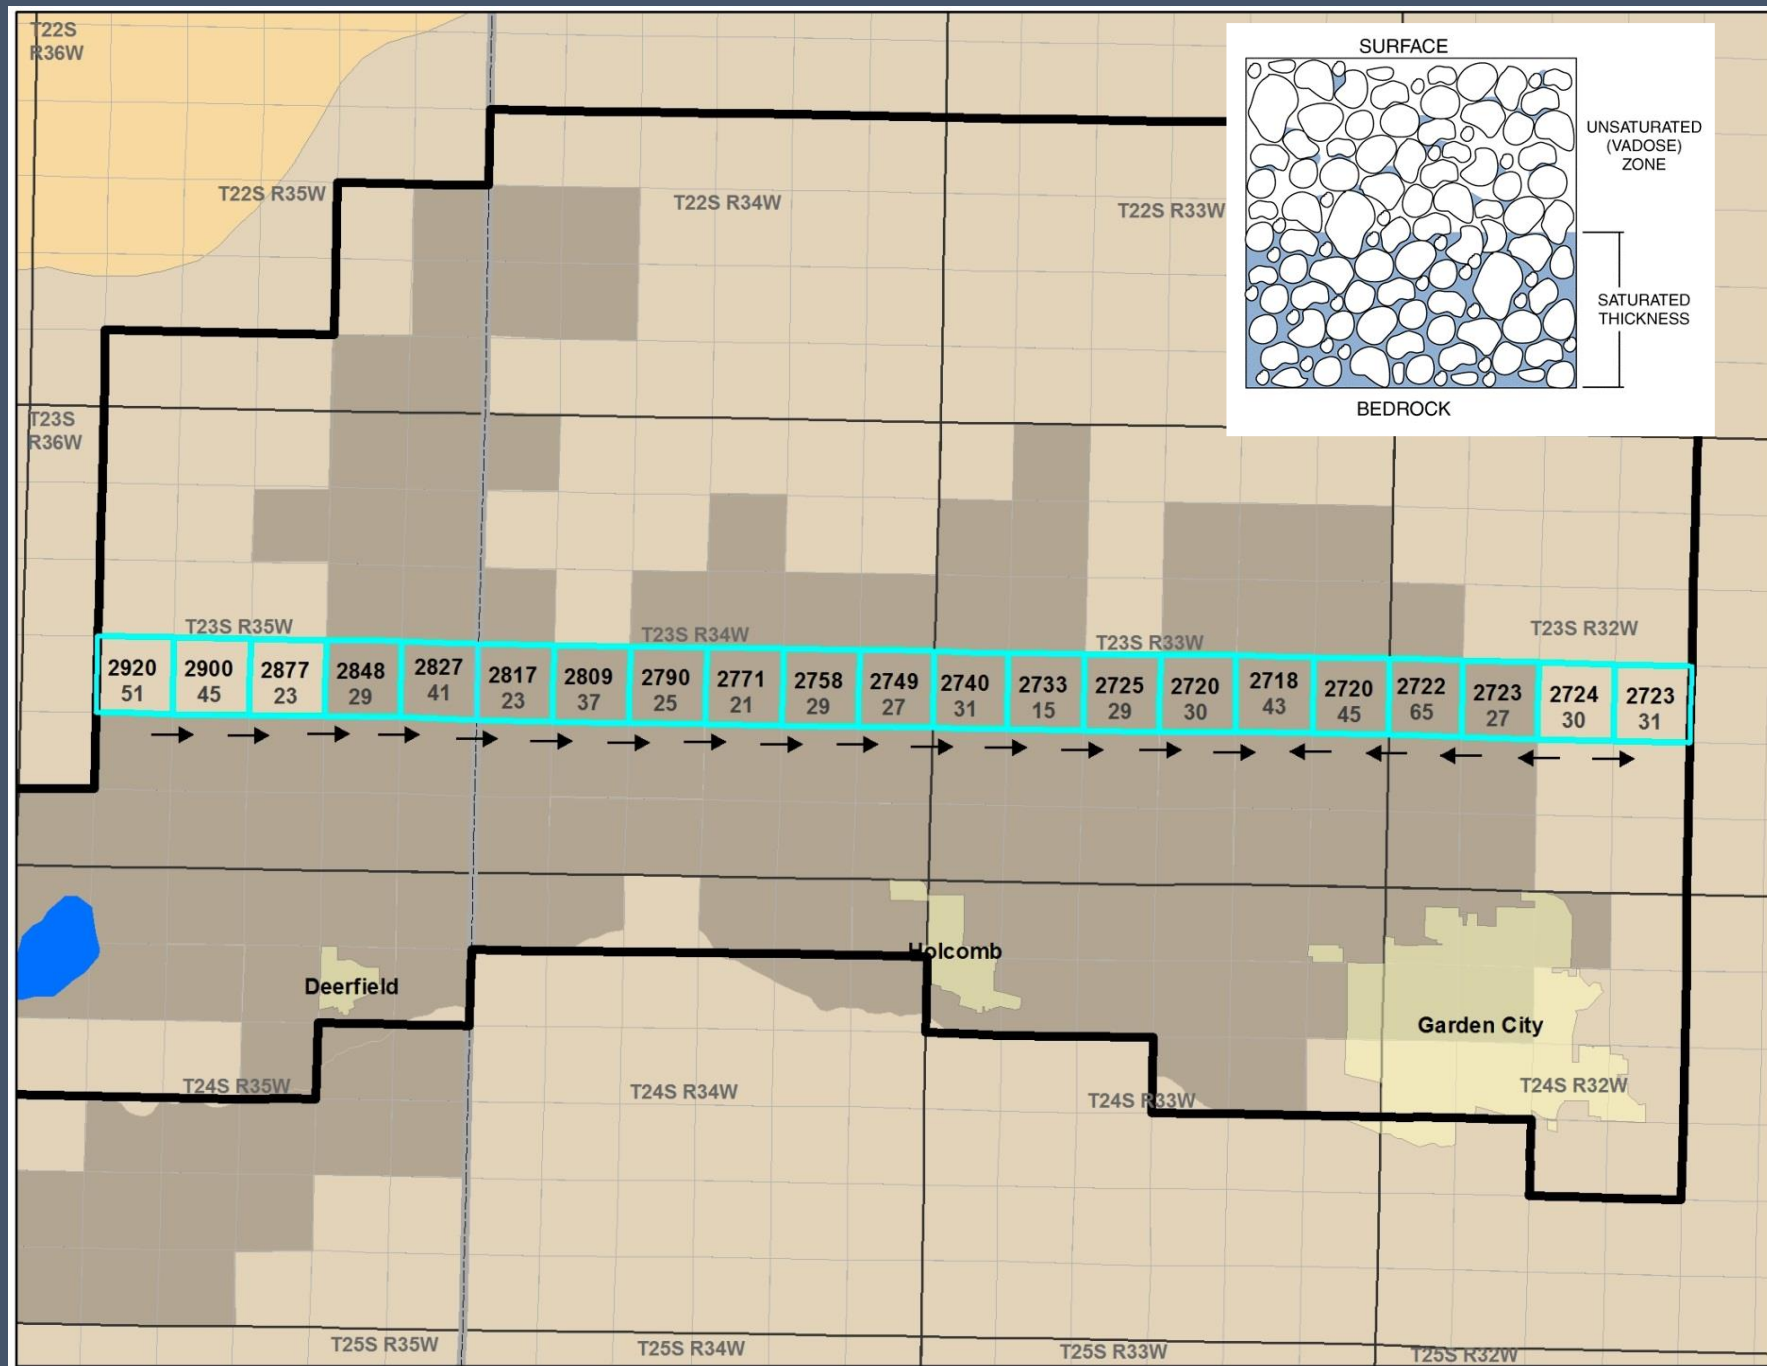 T22S
R36W
SURFACE
UNSATURATED
(VADOSE)
ZONE
SATURATED
THICKNESS
BEDROCK
T22S R35W
T22S R34W
T22S R33W
T23S
R36W
T23S R35W
T23S R34W
T23S R33W
T23S R32W
2920 2900 2877 2848 2827 2817 2809 2790 2771 2758 2749 2740 2733 2725 2720 2718 2720 2722 2723 2724 2723
51 45 23 29 41 23 37 25 21 29 27 31 15 29 30 43 45 65 27 30 31
Holcomb
Deerfield
Garden City
T24S R35W
T24S R34W
T24S R33W
T24S R32W
T25S R35W
T25S R34W
T25S R33W
T25S R32W